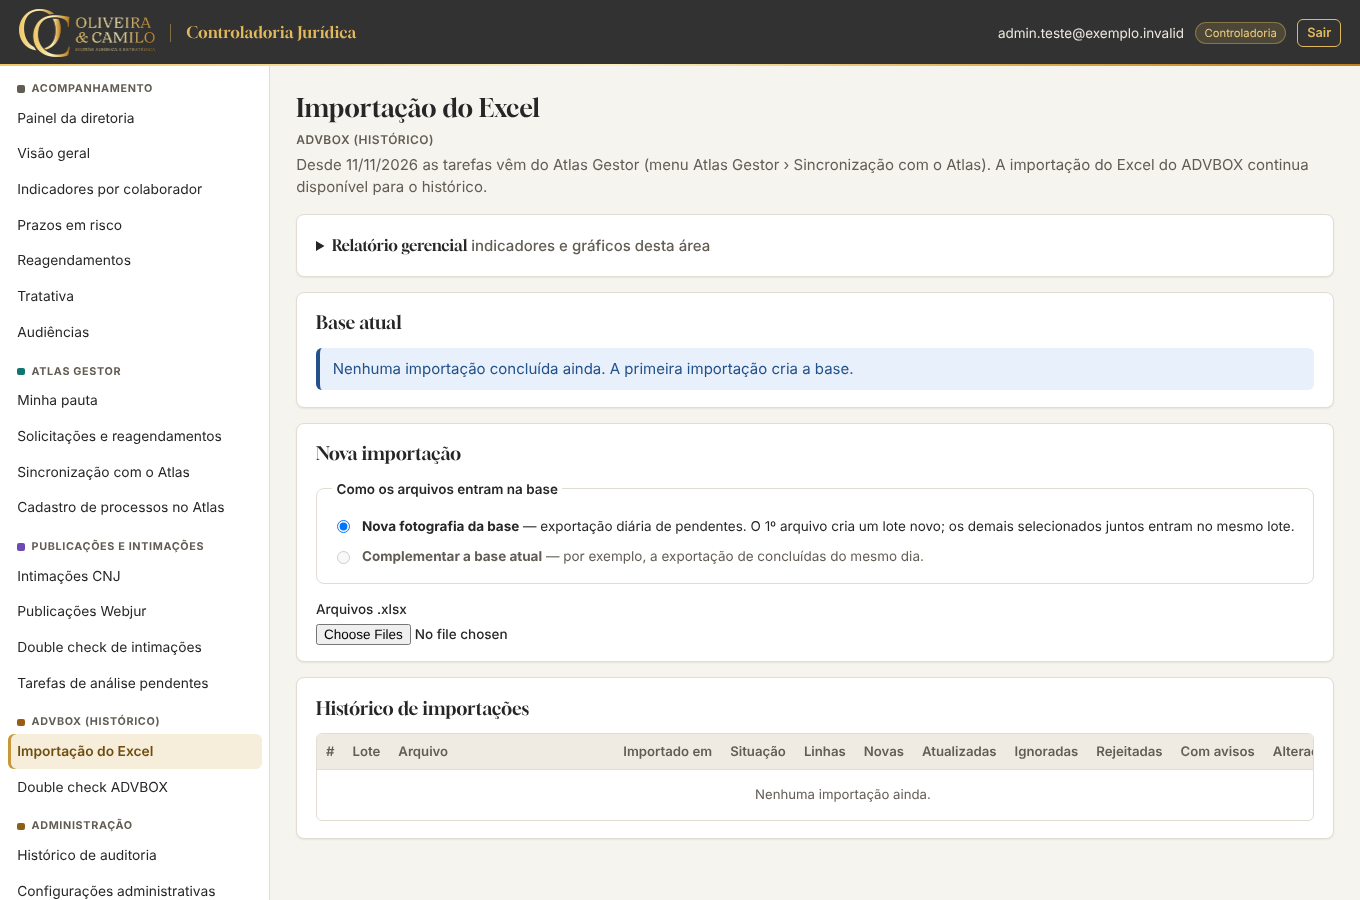 OLIVEIRA
& CAMILO
Controladoria Jurídica
admin.teste@exemplo.invalid
Controladoria
Sair
ACOMPANHAMENTO
Painel da diretoria
Visão geral
Indicadores por colaborador
Prazos em risco
Reagendamentos
Tratativa
Audiências
ATLAS GESTOR
Minha pauta
Solicitações e reagendamentos
Sincronização com o Atlas
Cadastro de processos no Atlas
PUBLICAÇÕES E INTIMAÇÕES
Intimações CNJ
Publicações Webjur
Double check de intimações
Tarefas de análise pendentes
ADVBOX (HISTÓRICO)
Importação do Excel
Double check ADVBOX
ADMINISTRAÇÃO
Histórico de auditoria
Configurações administrativas
Importação do Excel
ADVBOX (HISTÓRICO)
Desde 11/11/2026 as tarefas vêm do Atlas Gestor (menu Atlas Gestor › Sincronização com o Atlas). A importação do Excel do ADVBOX continua
disponível para o histórico.
Relatório gerencial indicadores e gráficos desta área
Base atual
Nenhuma importação concluída ainda. A primeira importação cria a base.
Nova importação
Como os arquivos entram na base
Nova fotografia da base — exportação diária de pendentes. O 1º arquivo cria um lote novo; os demais selecionados juntos entram no mesmo lote.
Complementar a base atual — por exemplo, a exportação de concluídas do mesmo dia.
Arquivos .xlsx
Choose Files No file chosen
Histórico de importações
# Lote Arquivo Importado em Situação Linhas Novas Atualizadas Ignoradas Rejeitadas Com avisos
Nenhuma importação ainda.